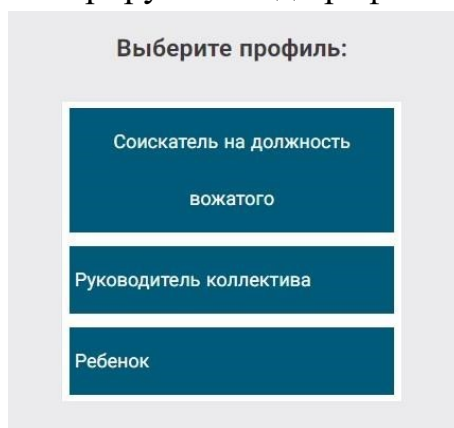 Выберите профиль:
Соискатель на должность
вожатого
Руководитель коллектива
Ребенок